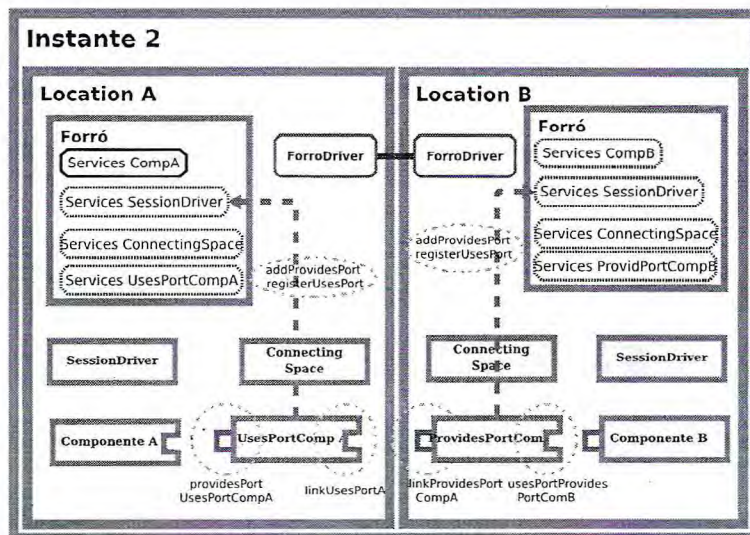 Instante 2
Location A
Forró
Services CompA
Services SessionDriver
Services ConnectingSpace
Services UsesPortCompA
ForroDriver
addProvidesPort
registerUsesPort
SessionDriver
Connecting
Space
Componente A
UsesPortComp A
providesPort
UsesPortCompA
linkUsesPortA
Location B
ForroDriver
Forró
Services CompB
Services SessionDriver
Services ConnectingSpace
Services ProvidPortCompB
addProvidesPort
registerUsesPort
Connecting
Space
SessionDriver
ProvidesPortCom
Componente B
linkProvidesPort
CompA
usesPortProvides
PortComB